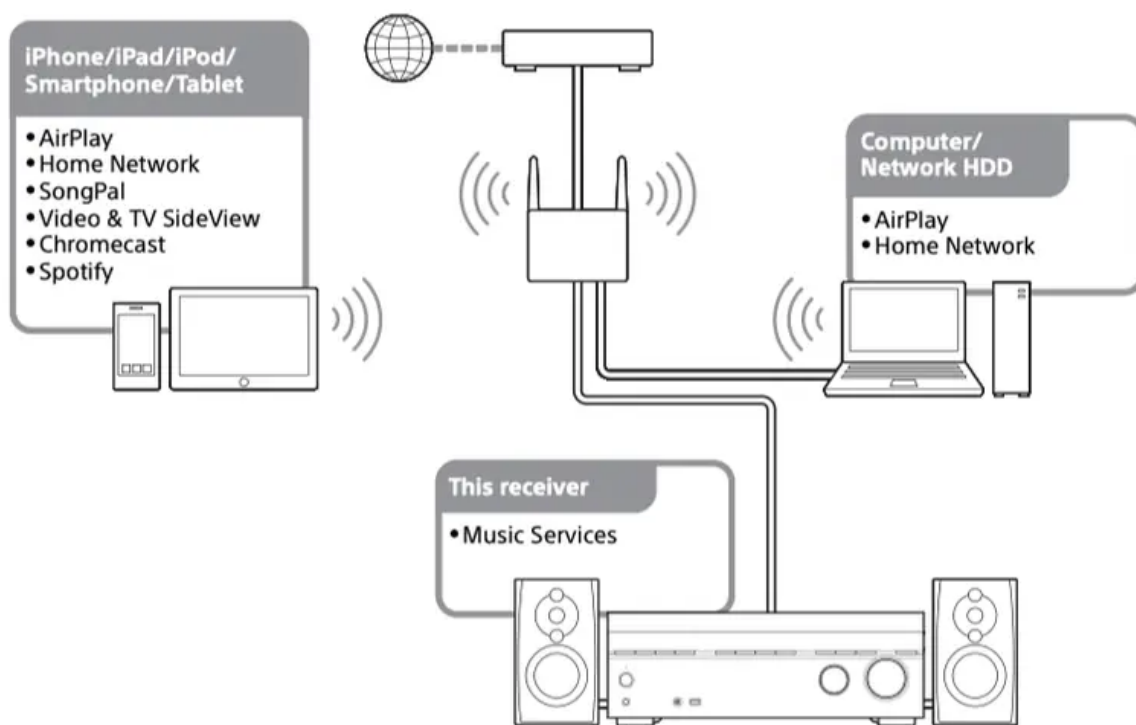 iPhone/iPad/iPod/
Smartphone/Tablet
•AirPlay
•Home Network
•SongPal
•Video & TV SideView
•Chromecast
•Spotify
Computer/
Network HDD
•AirPlay
•Home Network
This receiver
•Music Services